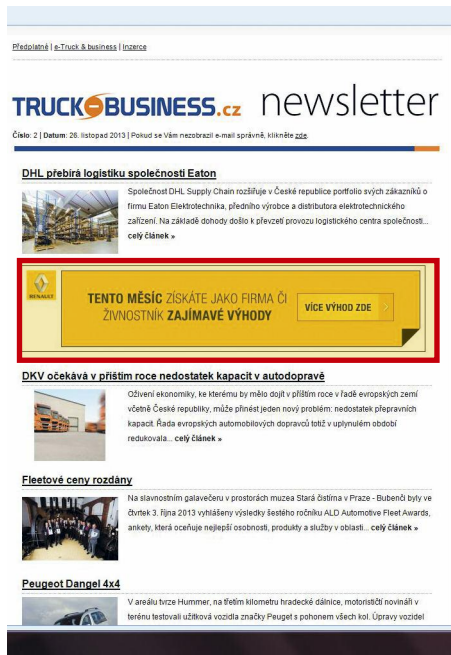 Předplatné | e-Truck & business | Inzerce
TRUCK BUSINESS.cz newsletter
Číslo: 2 | Datum: 26. listopad 2013 | Pokud se Vám nezobrazil e-mail správně, klikněte zde.
DHL přebírá logistiku společnosti Eaton
Společnost DHL Supply Chain rozšiřuje v České republice portfolio svých zákazníků o
firmu Eaton Elektrotechnika, předního výrobce a distributora elektrotechnického
zařízení. Na základě dohody došlo k převzetí provozu logistického centra společnosti...
celý článek »
RENAULT
TENTO MĚSÍC ZÍSKÁTE JAKO FIRMA ČI
ŽIVNOSTNÍK ZAJÍMAVÉ VÝHODY
VÍCE VÝHOD ZDE
DKV očekává v příštím roce nedostatek kapacit v autodopravě
Oživení ekonomiky, ke kterému by mělo dojít v příštím roce v řadě evropských zemí
včetně České republiky, může přinést jeden nový problém: nedostatek přepravních
kapacit. Řada evropských automobilových dopravců totiž v uplynulém období
redukovala... celý článek »
Fleetové ceny rozdány
Na slavnostním galavečeru v prostorách muzea Stará čistírna v Praze - Bubenči byly ve
čtvrtek 3. října 2013 vyhlášeny výsledky šestého ročníku ALD Automotive Fleet Awards,
ankety, která oceňuje nejlepší osobnosti, produkty a služby v oblasti... celý článek »
Peugeot Dangel 4x4
V areálu tvrze Hummer, na třetím kilometru hradecké dálnice, motorističtí novináři v
terénu testovali užitková vozidla značky Peuget s pohonem všech kol. Úpravy vozidel